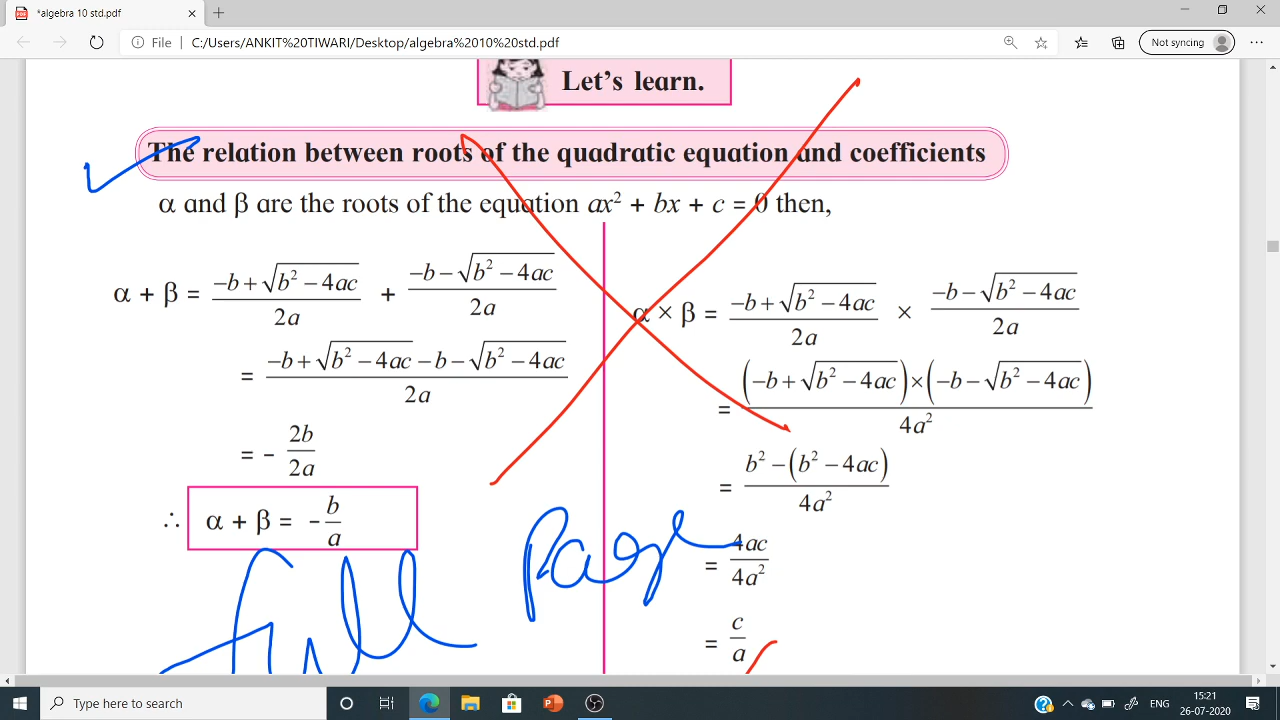 *algebra 10 std.pdf
File
C:/Users/ANKIT%20TIWARI/Desktop/algebra%2010%20std.pdf
Not syncing
Let's learn.
The relation between roots of the quadratic equation and coefficients
α and β are the roots of the equation ax² + bx + c = 0 then,
α + β = (-b + √(b² − 4ac))/2a + (-b − √(b² − 4ac))/2a
= (-b + √(b² − 4ac) − b − √(b² − 4ac))/2a
= - 2b/2a
∴ α + β = - b/a
α × β = (-b + √(b² − 4ac))/2a × (-b − √(b² − 4ac))/2a
= ((−b + √(b² − 4ac)) × (−b − √(b² − 4ac)))/4a²
= (b² − (b² − 4ac))/4a²
= 4ac/4a²
= c/a
Full Page
Type here to search
ENG
15:21
26-07-2020